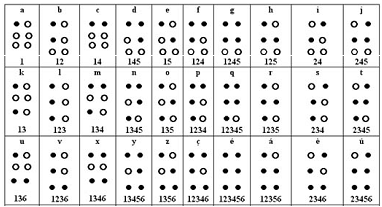 a b c d e f g h i j
1 12 14 145 15 124 1245 125 24 245
k l m n o p q r s t
13 123 134 1345 135 1234 12345 1235 234 2345
u v x y z ç é á è ú
136 1236 1346 13456 1356 12346 123456 12356 2346 23456